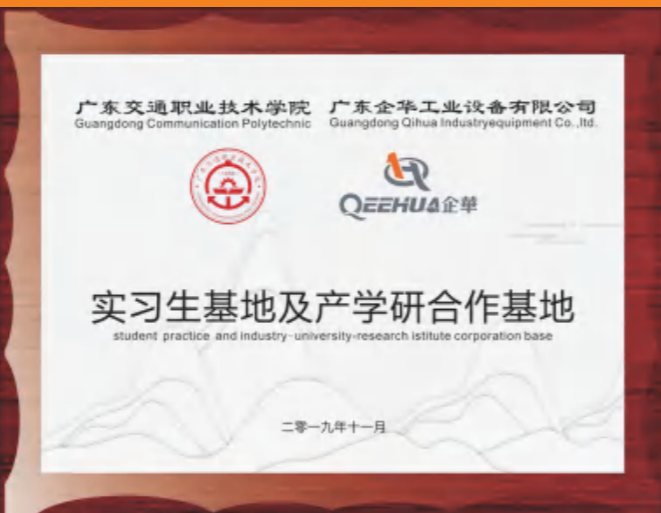 广东交通职业技术学院 广东企华工业设备有限公司
Guangdong Communication Polytechnic Guangdong Qihua Industryequipment Co.,ltd.
QEEHUA企华
实习生基地及产学研合作基地
student practice and industry-university-research istitute corporation base
二零一九年十一月